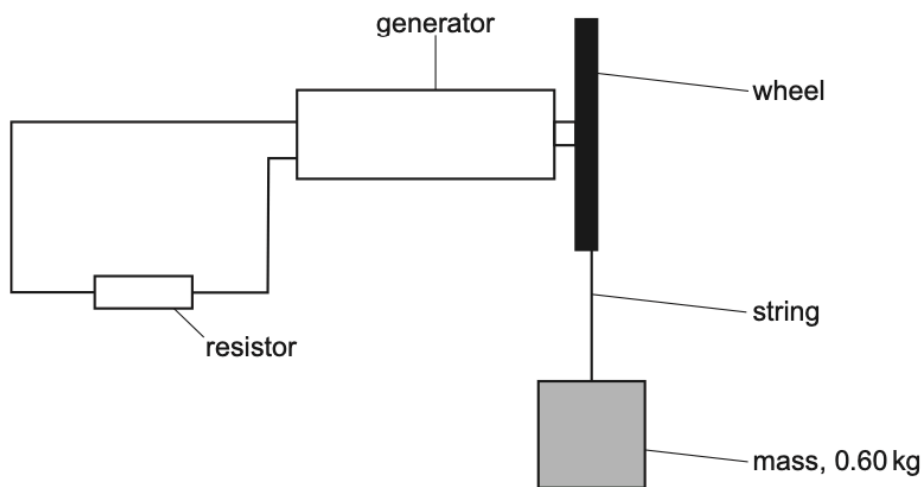 generator
wheel
string
resistor
mass, 0.60 kg